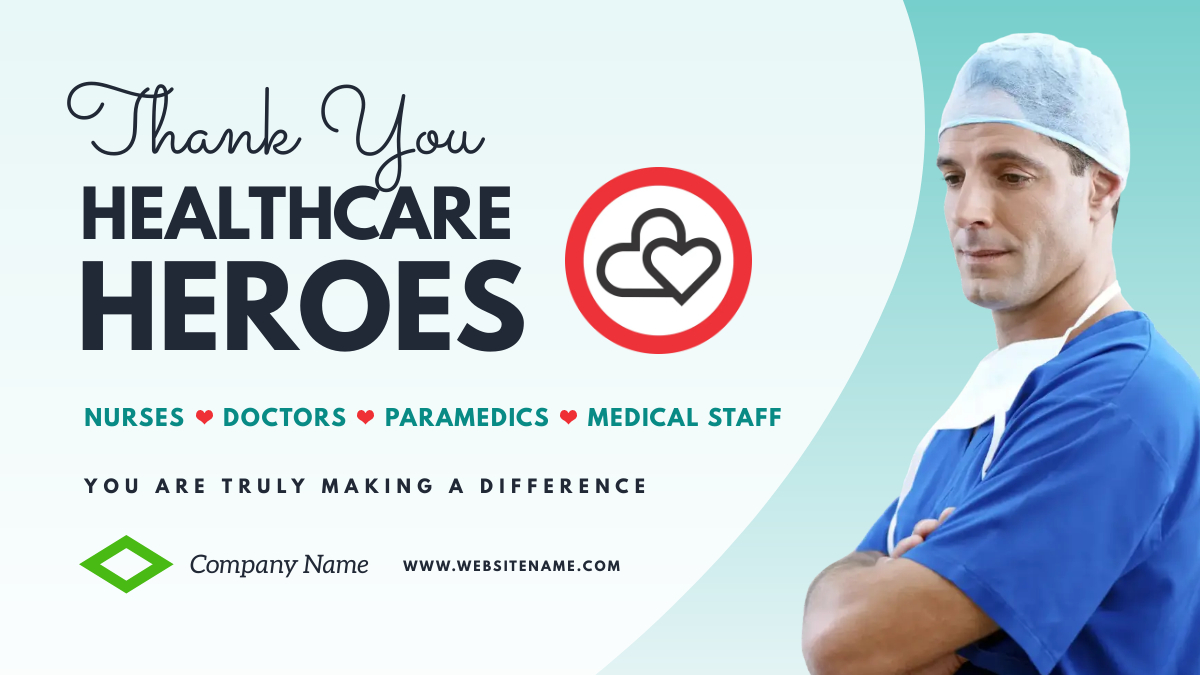 Thank You
HEALTHCARE
HEROES
NURSES ❤ DOCTORS ❤ PARAMEDICS ❤ MEDICAL STAFF
YOU ARE TRULY MAKING A DIFFERENCE
Company Name WWW.WEBSITENAME.COM